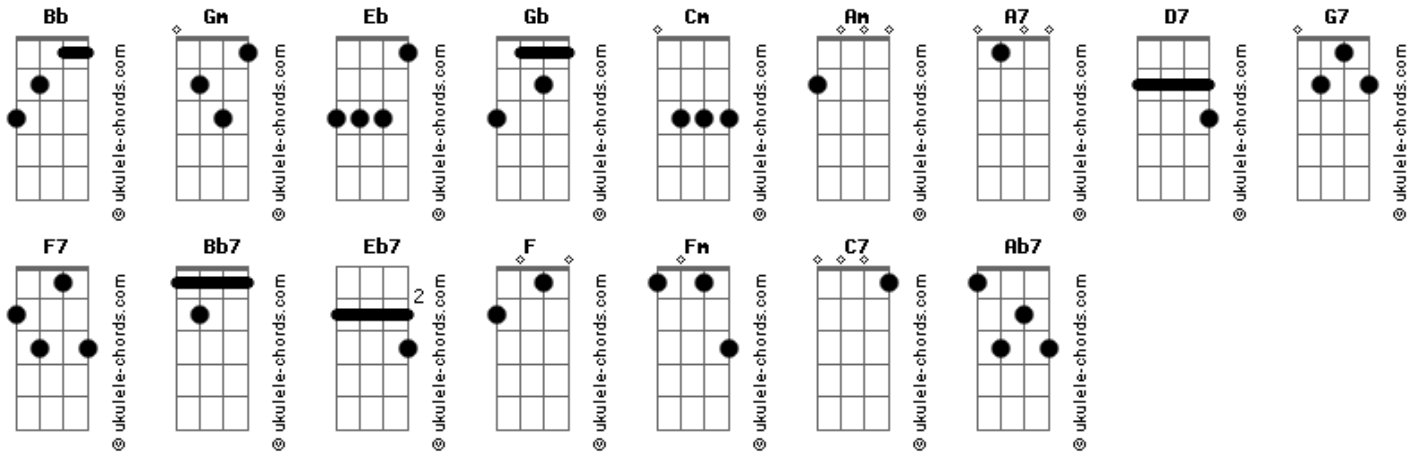 Bb Gm Eb Gb Cm Am A7 D7 G7
© ukulele-chords.com © ukulele-chords.com © ukulele-chords.com © ukulele-chords.com © ukulele-chords.com © ukulele-chords.com © ukulele-chords.com © ukulele-chords.com © ukulele-chords.com
F7 Bb7 Eb7 F Fm C7 Ab7
2
© ukulele-chords.com © ukulele-chords.com © ukulele-chords.com © ukulele-chords.com © ukulele-chords.com © ukulele-chords.com © ukulele-chords.com